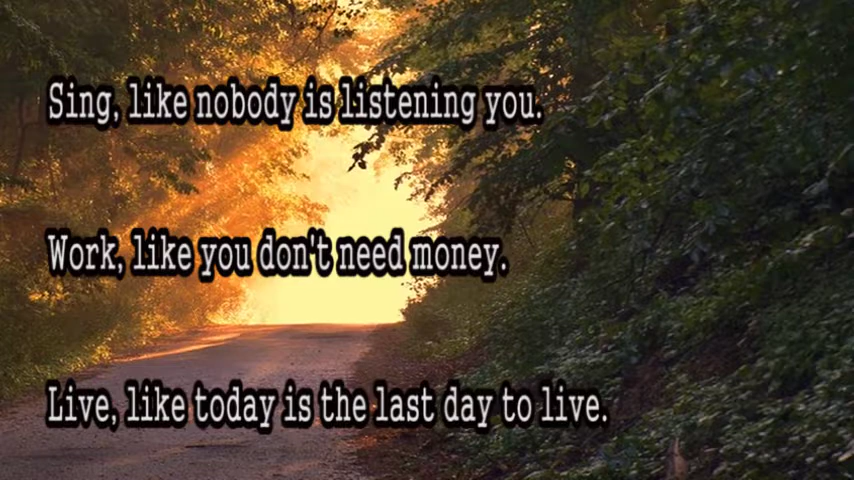 Sing, like nobody is listening you.
Work, like you don't need money.
Live, like today is the last day to live.